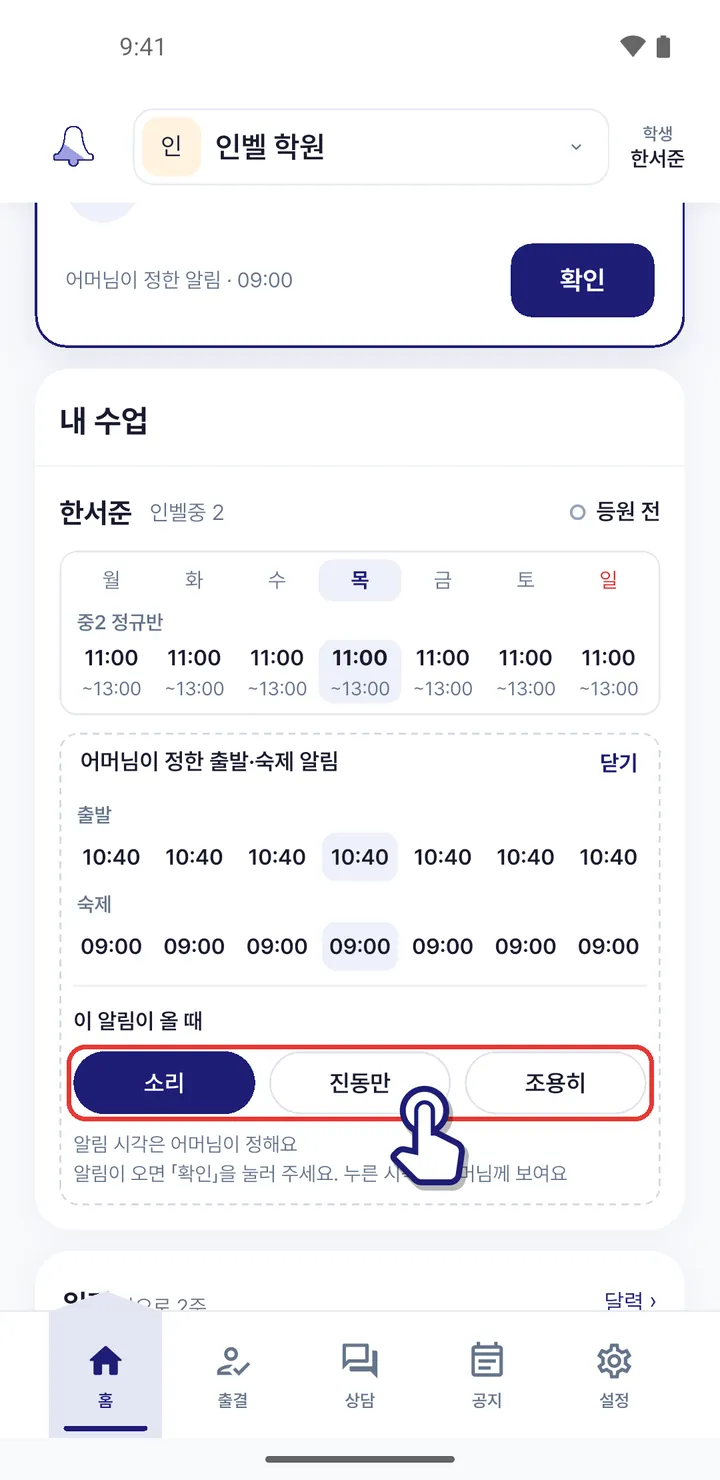 9:41
인 인벨 학원
학생
한서준
어머님이 정한 알림 · 09:00
확인
내 수업
한서준 인벨중 2 등원 전
월 화 수 목 금 토 일
중2 정규반
11:00 11:00 11:00 11:00 11:00 11:00 11:00
~13:00 ~13:00 ~13:00 ~13:00 ~13:00 ~13:00 ~13:00
어머님이 정한 출발·숙제 알림 닫기
출발
10:40 10:40 10:40 10:40 10:40 10:40 10:40
숙제
09:00 09:00 09:00 09:00 09:00 09:00 09:00
이 알림이 올 때
소리 진동만 조용히
알림 시각은 어머님이 정해요
알림이 오면 「확인」을 눌러 주세요. 누른 보여요
2주 달력 ›
홈 출결 상담 공지 설정